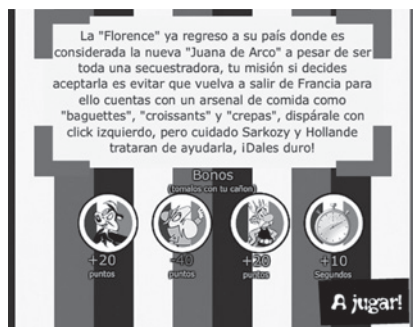 La "Florence" ya regreso a su país donde es
considerada la nueva "Juana de Arco" a pesar de ser
toda una secuestradora, tu misión si decides
aceptarla es evitar que vuelva a salir de Francia para
ello cuentas con un arsenal de comida como
"baguettes", "croissants" y "crepas", dispárale con
click izquierdo, pero cuidado Sarkozy y Hollande
trataran de ayudarla, ¡Dales duro!
Bonos
(tomalos con tu cañon)
+20 -40 +20 +10
puntos puntos puntos Segundos
A jugar!